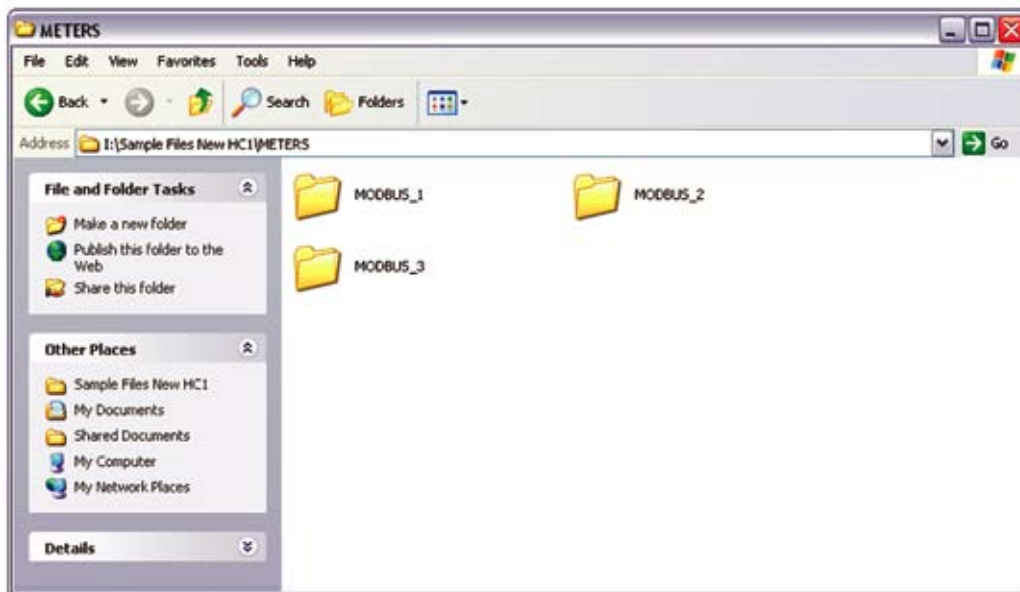 METERS
File Edit View Favorites Tools Help
Back Search Folders
Address I:\Sample Files New HC1\METERS Go
File and Folder Tasks
Make a new folder
Publish this folder to the
Web
Share this folder
Other Places
Sample Files New HC1
My Documents
Shared Documents
My Computer
My Network Places
Details
MODBUS_1 MODBUS_2
MODBUS_3